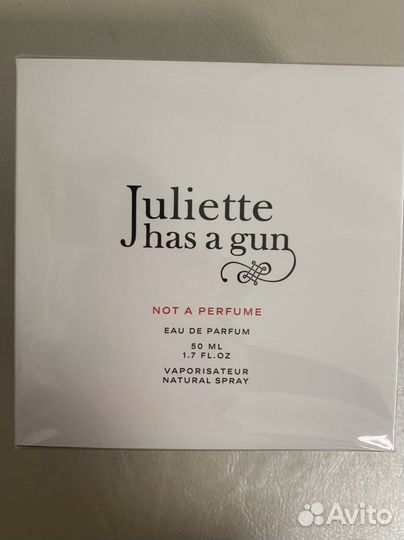 Juliette
has a gun
NOT A PERFUME
EAU DE PARFUM
50 ML
1.7 FL.OZ
VAPORISATEUR
NATURAL SPRAY
Avito